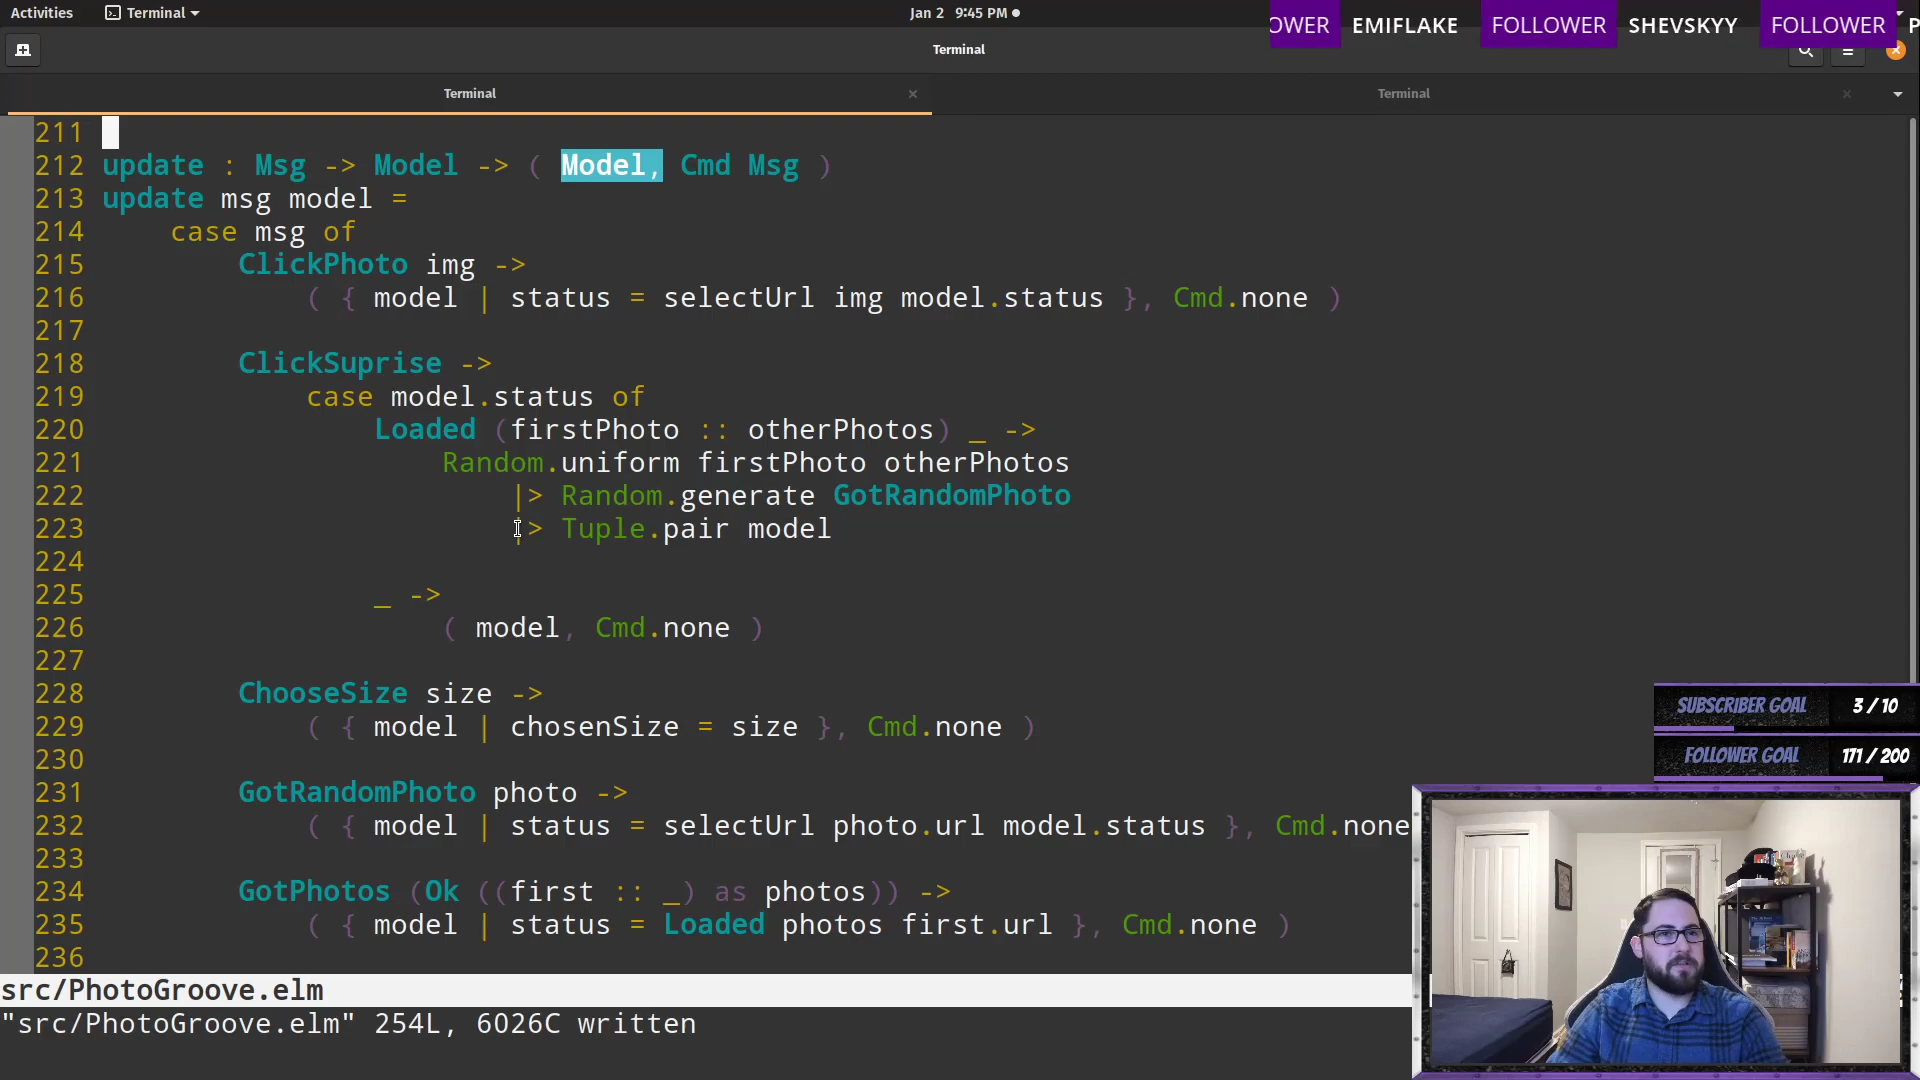 Activities Terminal Jan 2 9:45 PM
OWER EMIFLAKE FOLLOWER SHEVSKYY FOLLOWER P
Terminal
Terminal Terminal
211
212 update : Msg -> Model -> ( Model, Cmd Msg )
213 update msg model =
214 case msg of
215 ClickPhoto img ->
216 ( { model | status = selectUrl img model.status }, Cmd.none )
217
218 ClickSuprise ->
219 case model.status of
220 Loaded (firstPhoto :: otherPhotos) _ ->
221 Random.uniform firstPhoto otherPhotos
222 |> Random.generate GotRandomPhoto
223 |> Tuple.pair model
224
225 _ ->
226 ( model, Cmd.none )
227
228 ChooseSize size ->
229 ( { model | chosenSize = size }, Cmd.none )
230
231 GotRandomPhoto photo ->
232 ( { model | status = selectUrl photo.url model.status }, Cmd.none
233
234 GotPhotos (Ok ((first :: _) as photos)) ->
235 ( { model | status = Loaded photos first.url }, Cmd.none )
236
SUBSCRIBER GOAL 3 / 10
FOLLOWER GOAL 171 / 200
src/PhotoGroove.elm
"src/PhotoGroove.elm" 254L, 6026C written